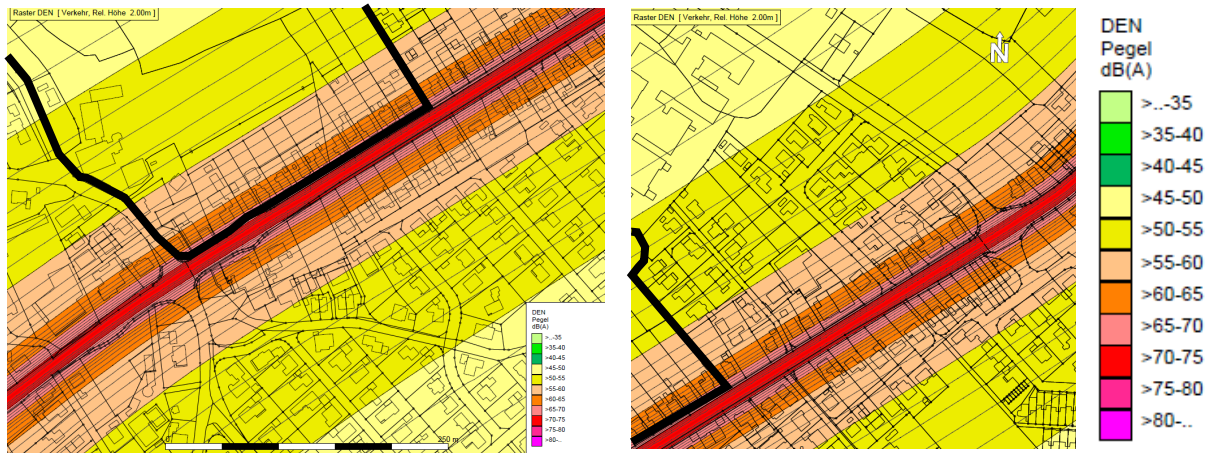 Raster DEN [ Verkehr, Rel. Höhe 2.00m ]
DEN
Pegel
dB(A)
>..-35
>35-40
>40-45
>45-50
>50-55
>55-60
>60-65
>65-70
>70-75
>75-80
>80-..
0
250 m
Raster DEN [ Verkehr, Rel. Höhe 2.00m ]
N
DEN
Pegel
dB(A)
>..-35
>35-40
>40-45
>45-50
>50-55
>55-60
>60-65
>65-70
>70-75
>75-80
>80-..